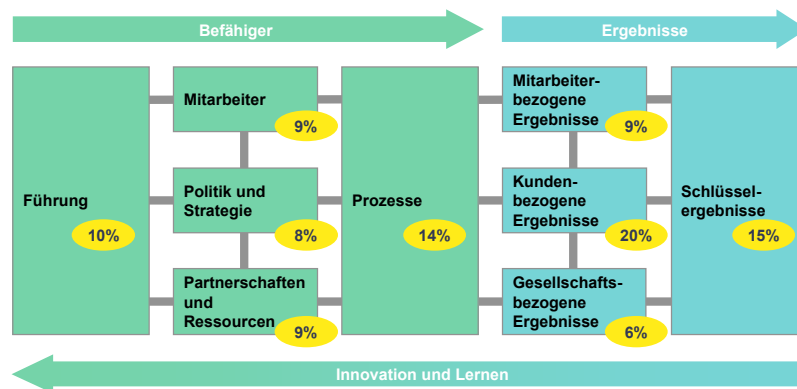 Befähiger
Ergebnisse
Führung
10%
Mitarbeiter
9%
Politik und
Strategie
8%
Partnerschaften
und
Ressourcen
9%
Prozesse
14%
Mitarbeiter-
bezogene
Ergebnisse
9%
Kunden-
bezogene
Ergebnisse
20%
Gesellschafts-
bezogene
Ergebnisse
6%
Schlüssel-
ergebnisse
15%
Innovation und Lernen